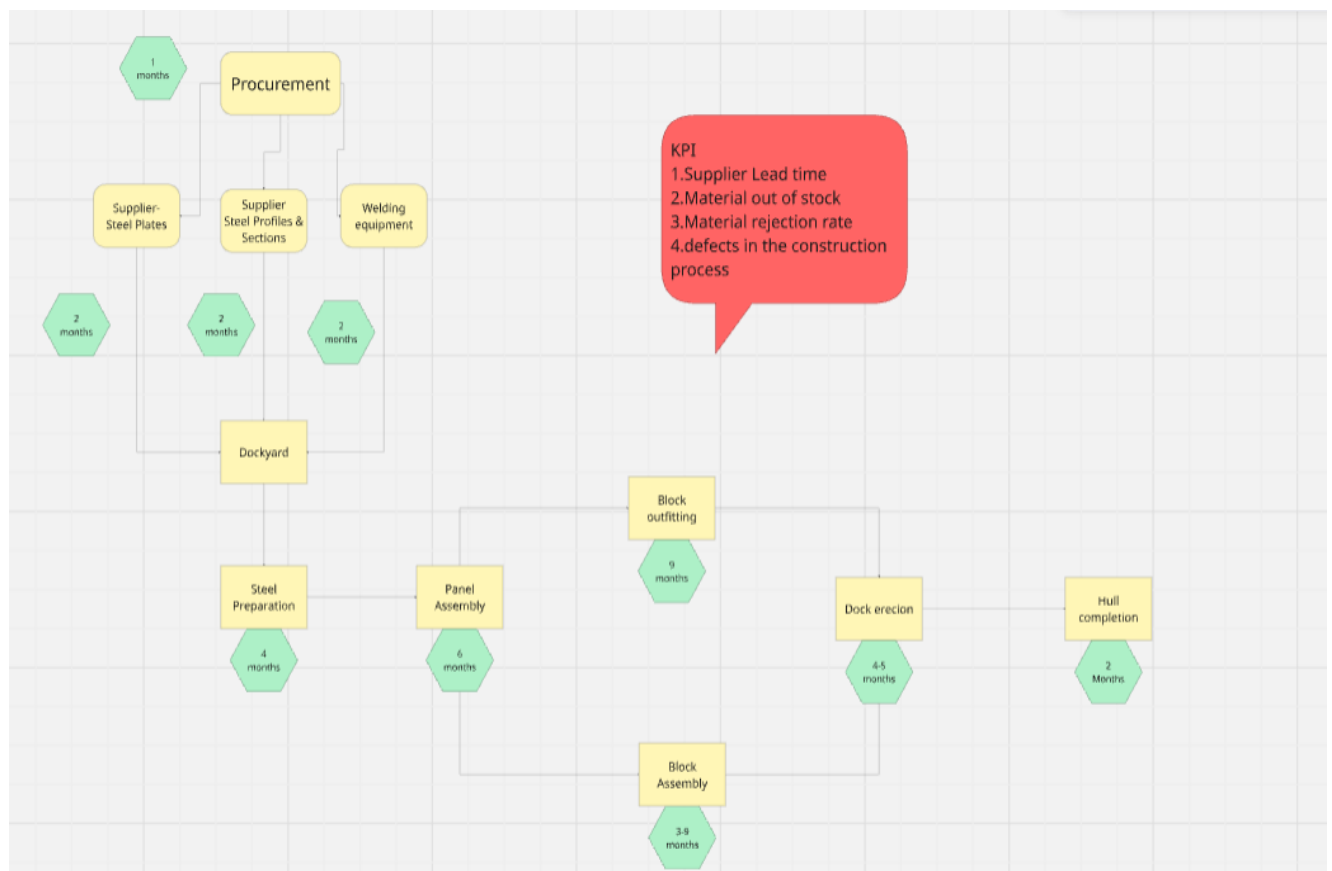 1
months
Procurement
KPI
1.Supplier Lead time
2.Material out of stock
3.Material rejection rate
4.defects in the construction
process
Supplier-
Steel Plates
Supplier
Steel Profiles &
Sections
Welding
equipment
2
months
2
months
2
months
Dockyard
Block
outfitting
9
months
Steel
Preparation
4
months
Panel
Assembly
6
months
Dock erecion
4-5
months
Hull
completion
2
Months
Block
Assembly
3-9
months